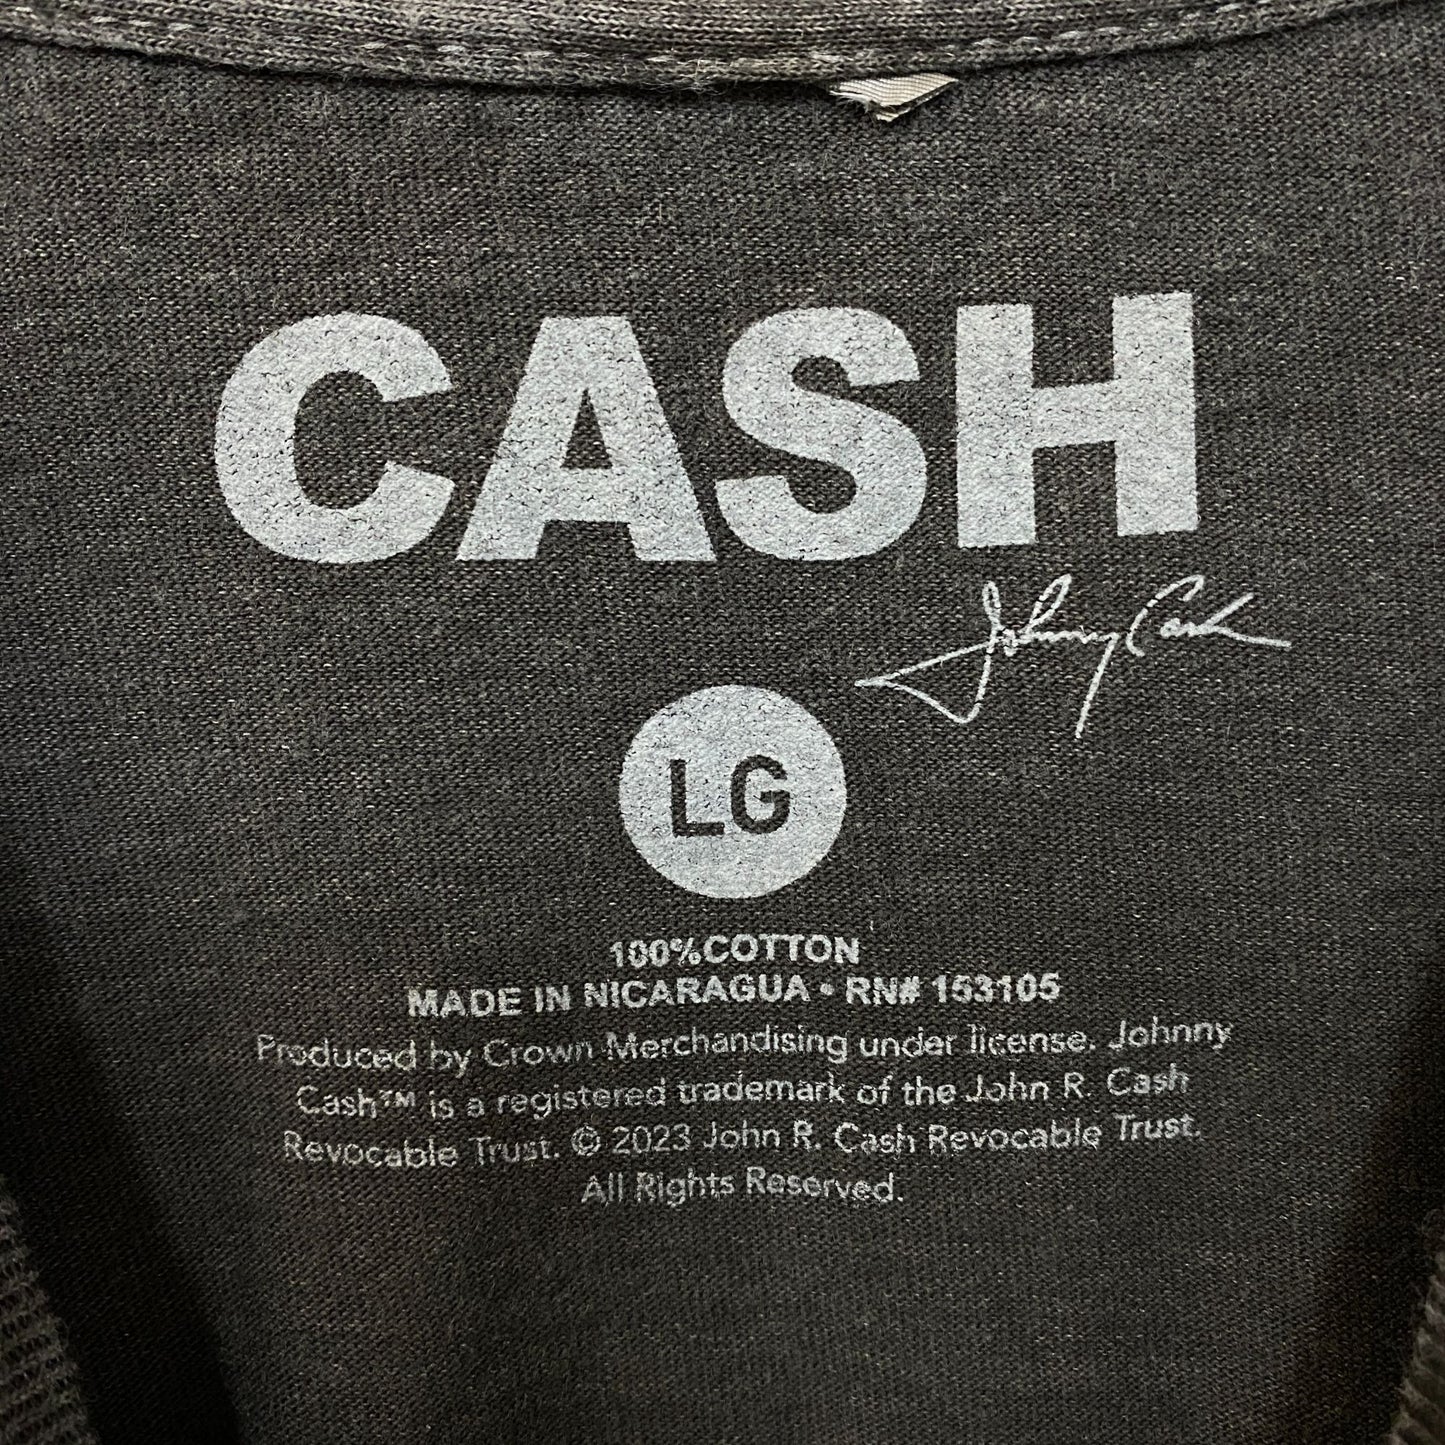 CASH
Johnny Cash
LG
100%COTTON
MADE IN NICARAGUA • RN# 153105
Produced by Crown Merchandising under license. Johnny
Cash™ is a registered trademark of the John R. Cash
Revocable Trust. © 2023 John R. Cash Revocable Trust.
All Rights Reserved.